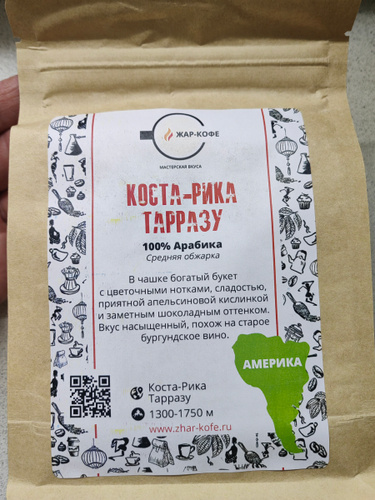 ЖАР-КОФЕ
МАСТЕРСКАЯ ВКУСА
КОСТА-РИКА
ТАРРАЗУ
100% Арабика
Средняя обжарка
В чашке богатый букет
с цветочными нотками, сладостью,
приятной апельсиновой кислинкой
и заметным шоколадным оттенком.
Вкус насыщенный, похож на старое
бургундское вино.
АМЕРИКА
Коста-Рика
Тарразу
1300-1750 м
www.zhar-kofe.ru